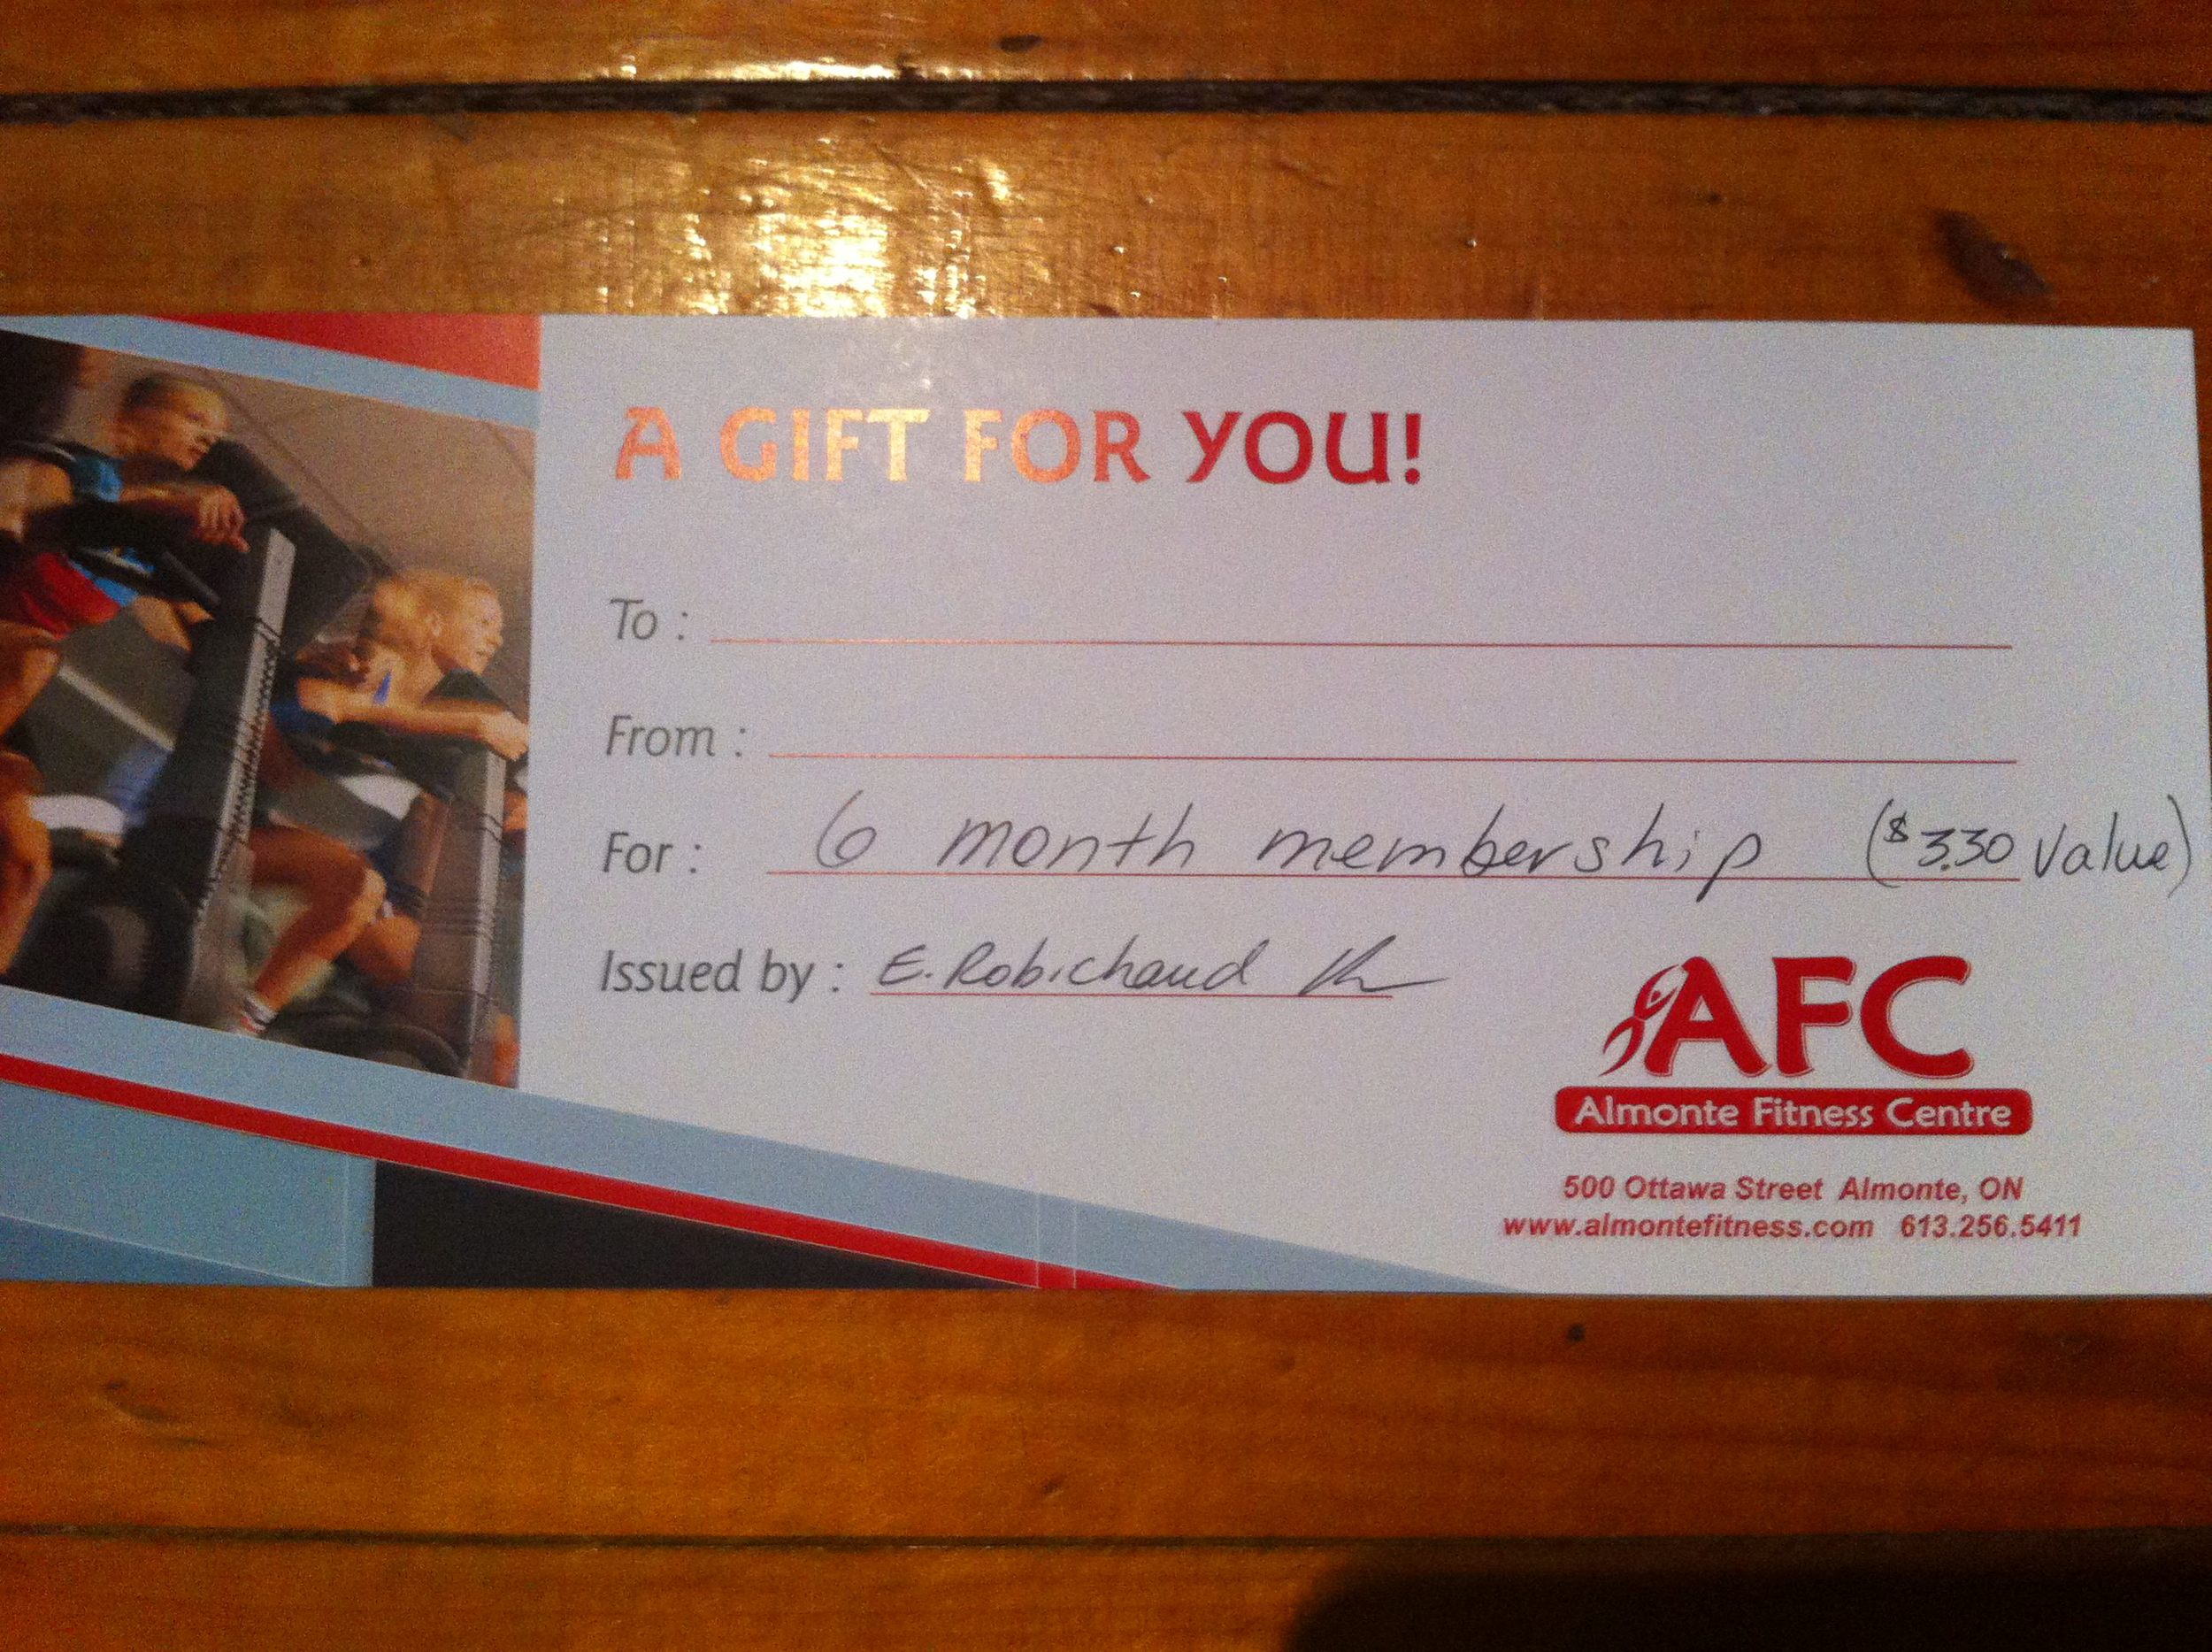 A GIFT FOR YOU!
To :
From :
For : 6 month membership ($330 value)
Issued by : E. Robichaud
AFC
Almonte Fitness Centre
500 Ottawa Street Almonte, ON
www.almontefitness.com 613.256.5411